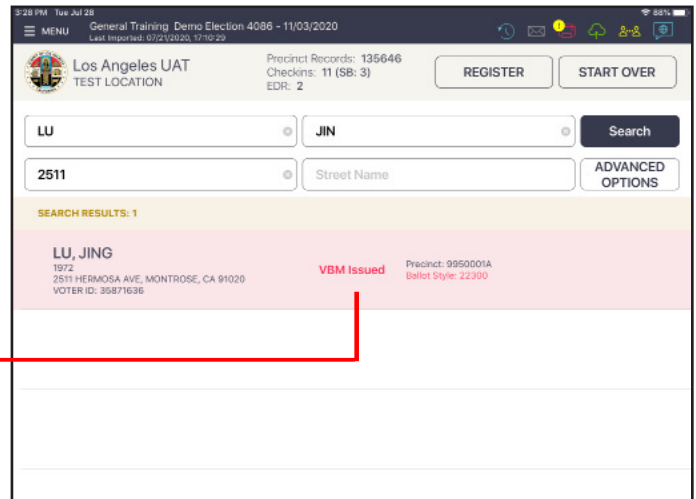 3:28 PM Tue Jul 28
88%
MENU
General Training Demo Election 4086 - 11/03/2020
Last Imported: 07/21/2020, 17:10:29
Los Angeles UAT
TEST LOCATION
Precinct Records: 135646
Checkins: 11 (SB: 3)
EDR: 2
REGISTER
START OVER
LU
JIN
Search
2511
Street Name
ADVANCED
OPTIONS
SEARCH RESULTS: 1
LU, JING
1972
2511 HERMOSA AVE, MONTROSE, CA 91020
VOTER ID: 35871636
VBM Issued
Precinct: 9950001A
Ballot Style: 22300